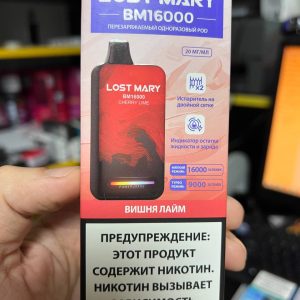 LOST MARY
BM16000
ПЕРЕЗАРЯЖАЕМЫЙ ОДНОРАЗОВЫЙ POD
20 МГ/МЛ
X2
Испаритель на
двойной сетке
Индикатор остатка
жидкости и заряда
LOST MARY
BM16000
CHERRY LIME
16000
9000
ВИШНЯ ЛАЙМ
ПРЕДУПРЕЖДЕНИЕ:
ЭТОТ ПРОДУКТ
СОДЕРЖИТ НИКОТИН.
НИКОТИН ВЫЗЫВАЕТ